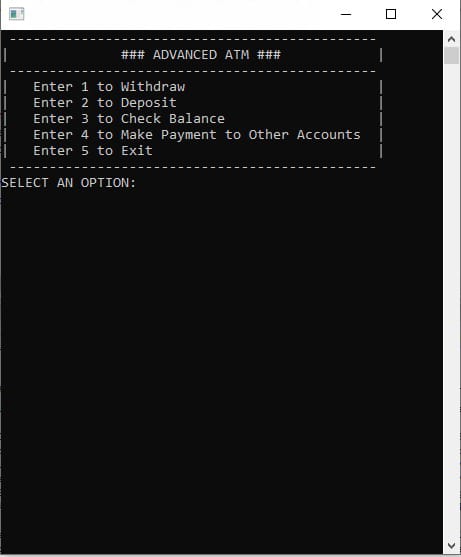 ----------------------------------------------
|              ### ADVANCED ATM ###            |
----------------------------------------------
|   Enter 1 to Withdraw                        |
|   Enter 2 to Deposit                         |
|   Enter 3 to Check Balance                   |
|   Enter 4 to Make Payment to Other Accounts  |
|   Enter 5 to Exit                            |
----------------------------------------------
SELECT AN OPTION: